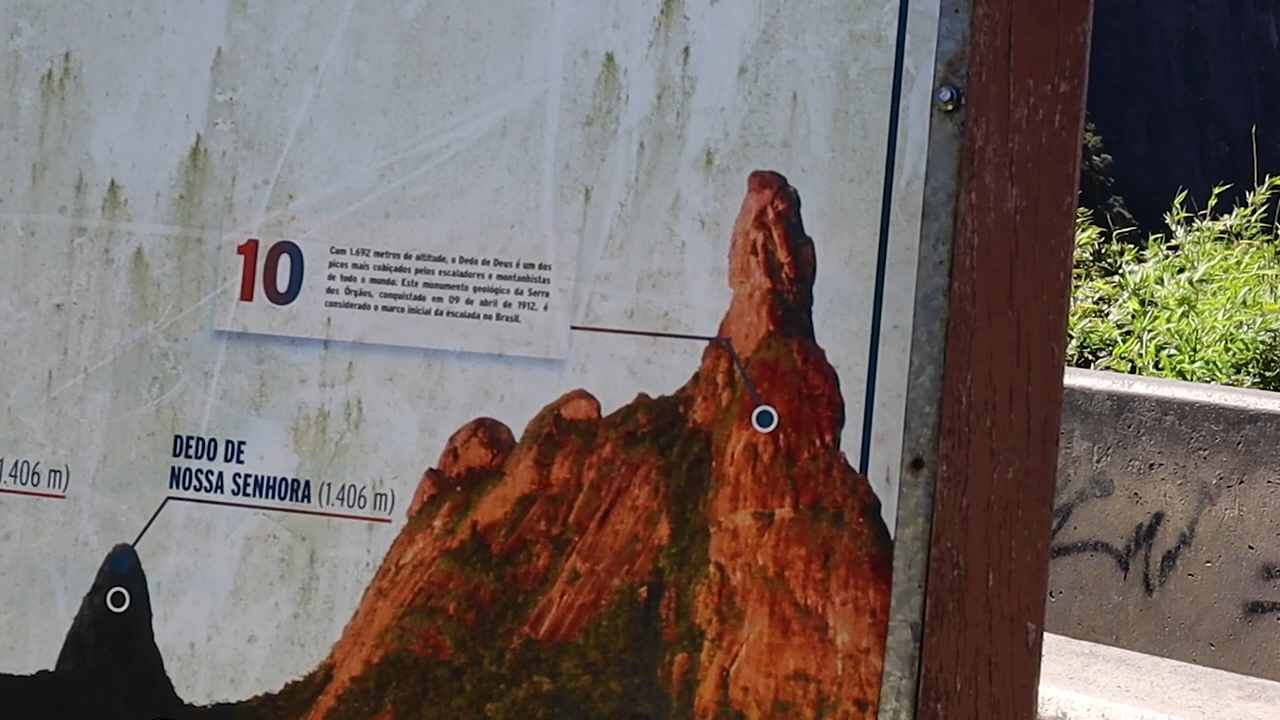 10
Com 1.692 metros de altitude, o Dedo de Deus é um dos
picos mais cobiçados pelos escaladores e montanhistas
de todo o mundo. Este monumento geológico da Serra
dos Órgãos, conquistado em 09 de abril de 1912, é
considerado o marco inicial da escalada no Brasil.
DEDO DE
NOSSA SENHORA (1.406 m)
1.406 m)